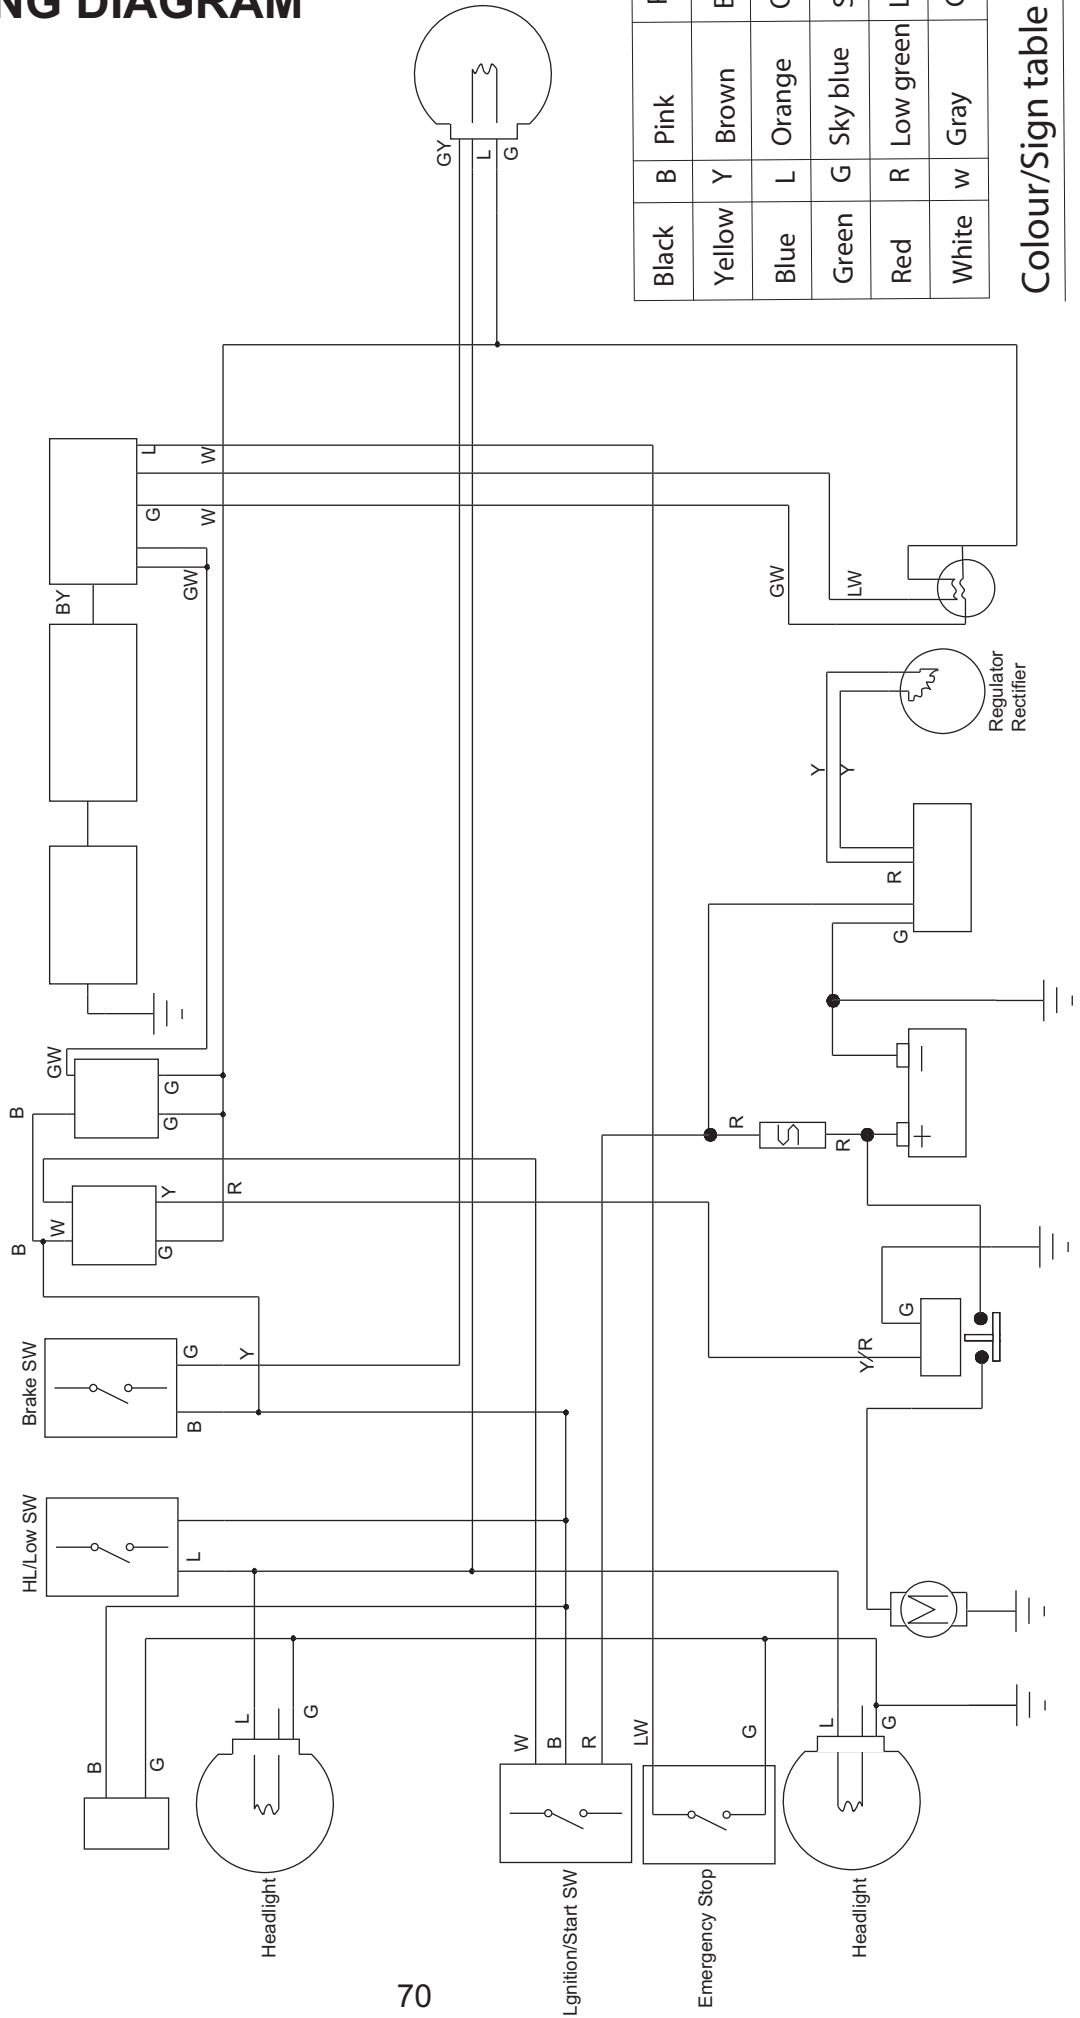 NG DIAGRAM
GY
L
G
Black B Pink
Yellow Y Brown
Blue L Orange
Green G Sky blue
Red R Low green
White w Gray
Colour/Sign table
L
W
G
W
GW
BY
GW
LW
Regulator
Rectifier
Y
Y
R
G
GW
B
G
G
R
R
B
W
Y
R
G
Brake SW
G
Y
B
G
Y/R
HL/Low SW
L
B
G
L
G
Headlight
W
B
R
Lgnition/Start SW
LW
G
Emergency Stop
L
G
Headlight
M
+
–
70